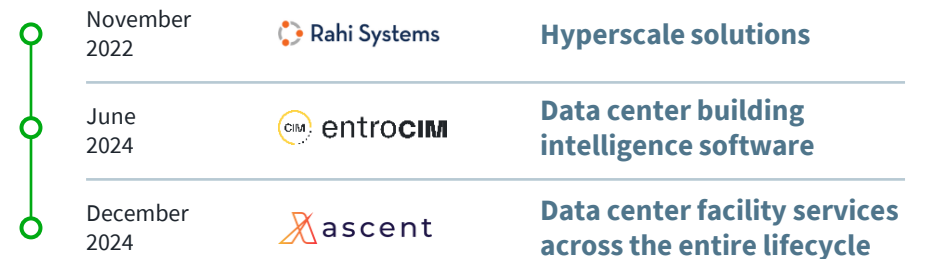 November
2022
Rahi Systems
Hyperscale solutions
June
2024
CIM entroCIM
Data center building
intelligence software
December
2024
ascent
Data center facility services
across the entire lifecycle